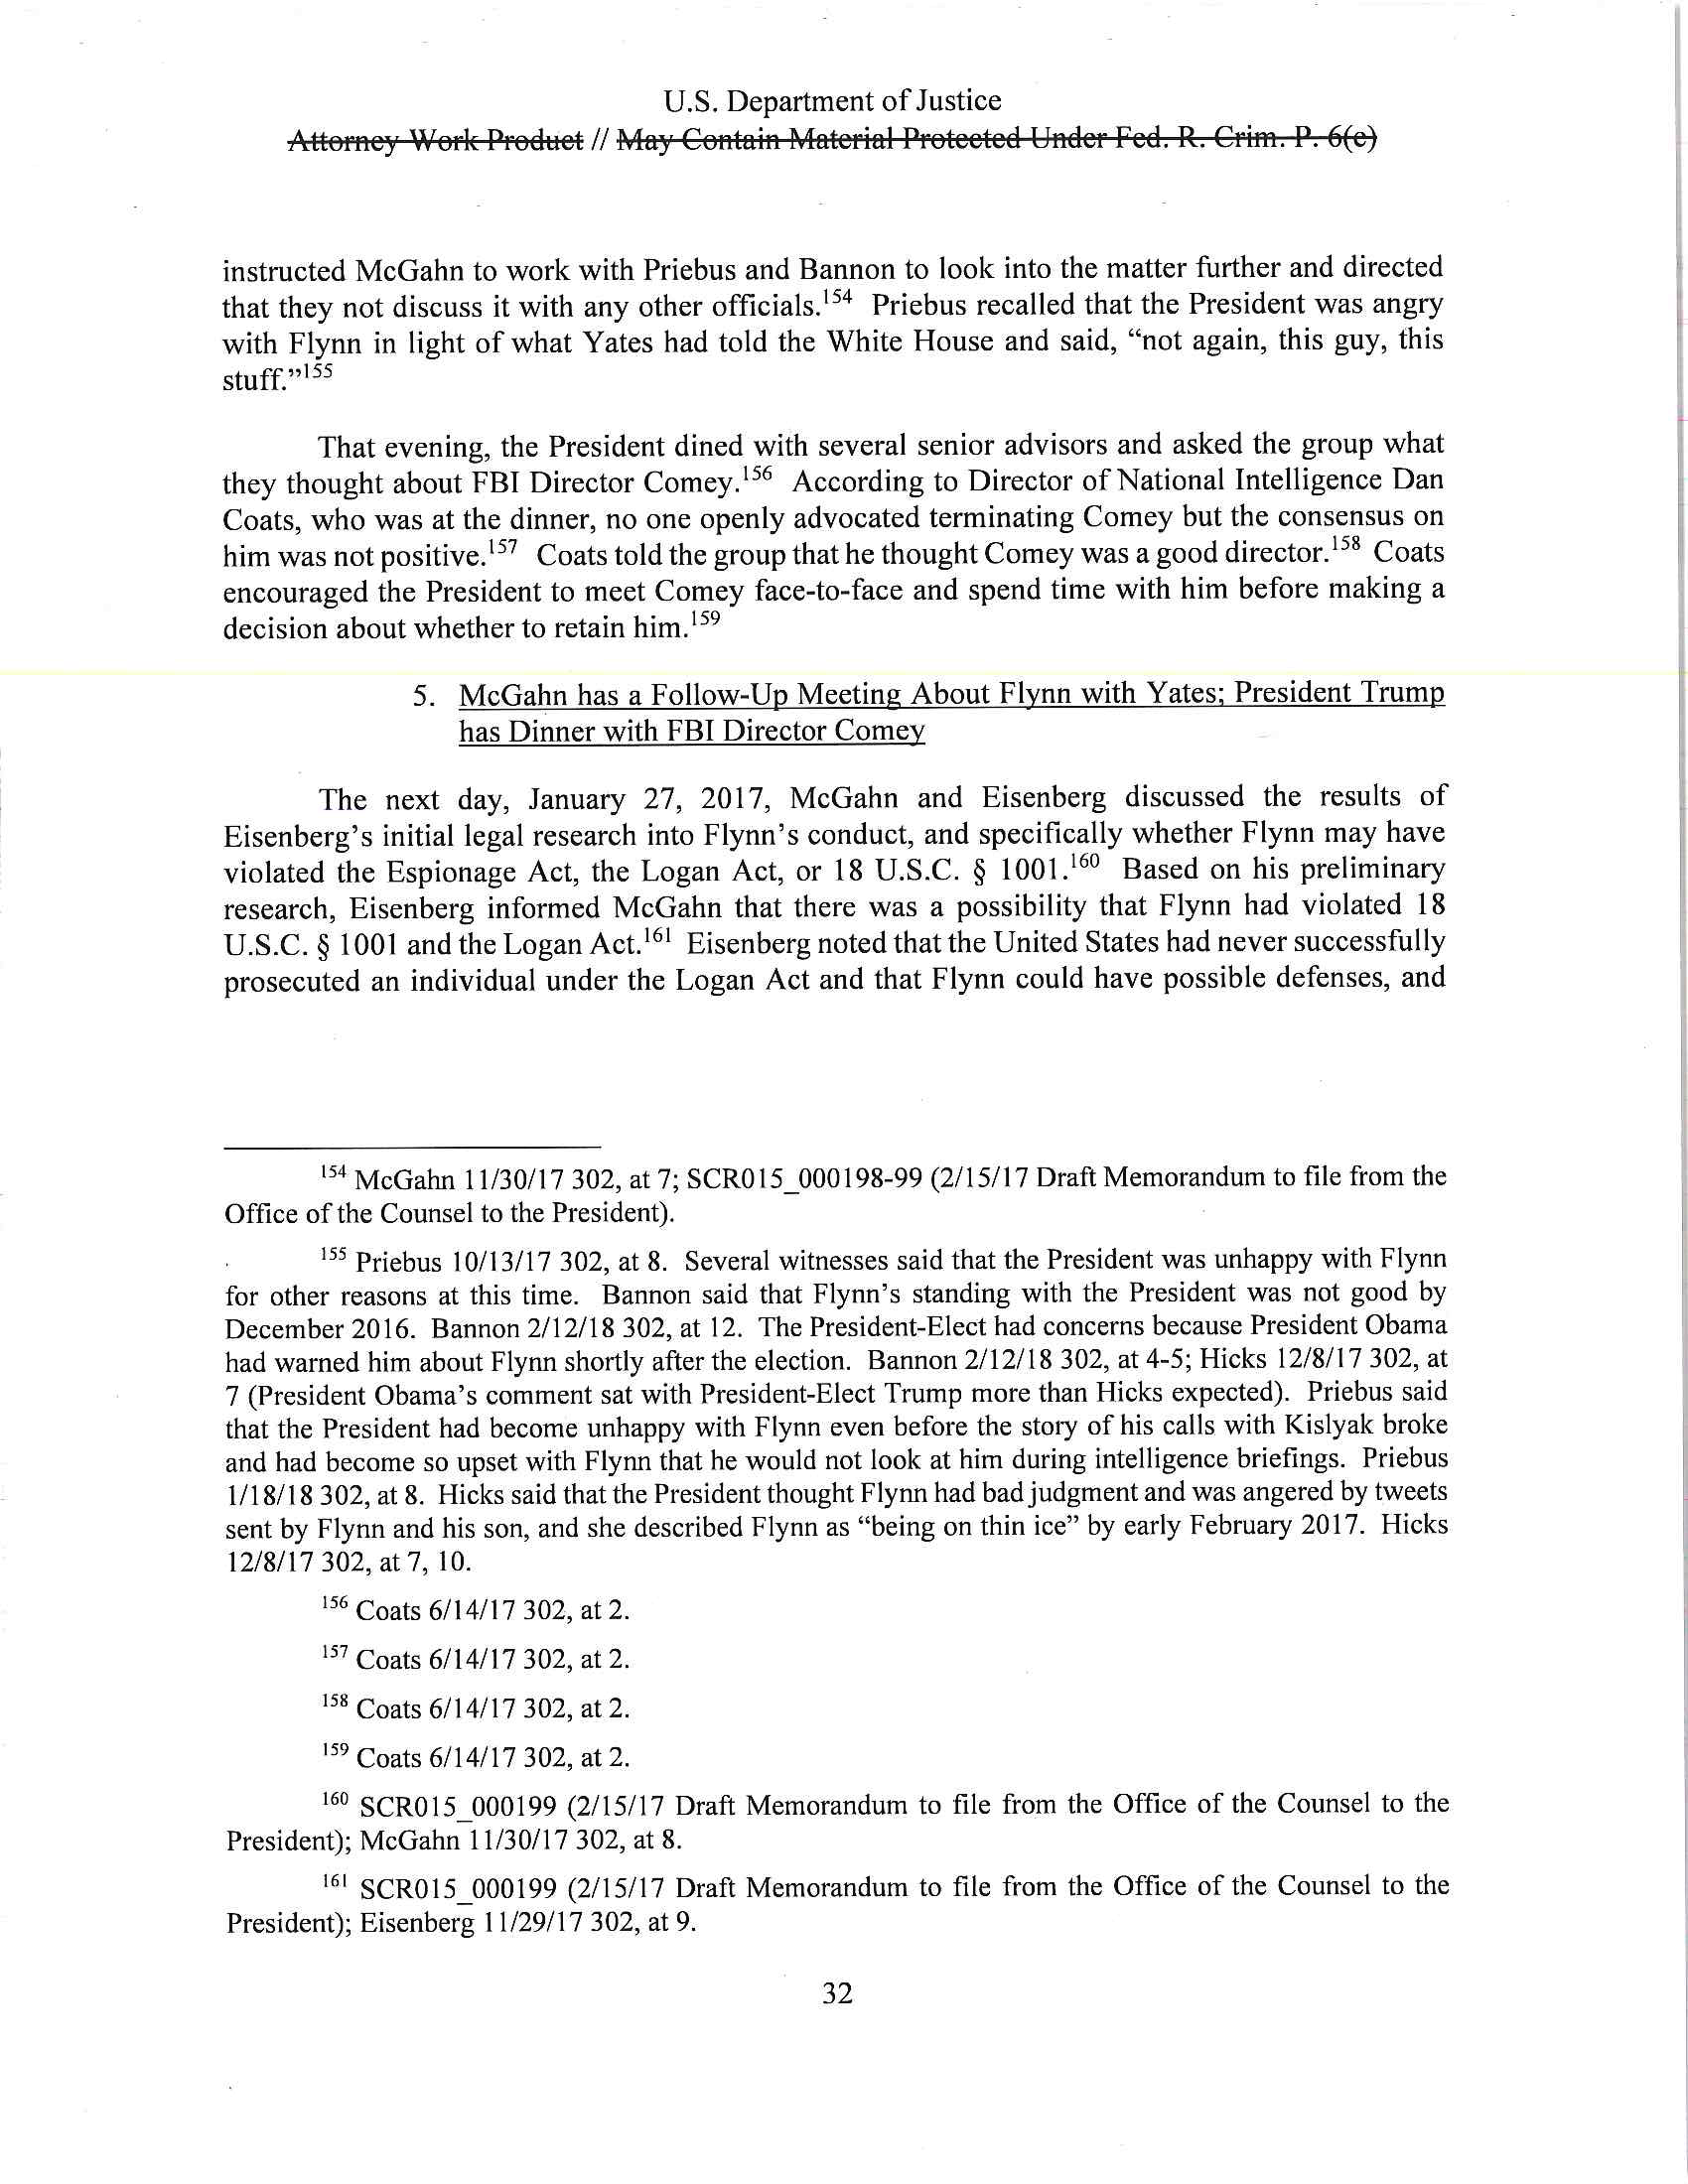 U.S. Department of Justice
Attorney Work Product // May Contain Material Protected Under Fed. R. Crim. P. 6(e)
instructed McGahn to work with Priebus and Bannon to look into the matter further and directed
that they not discuss it with any other officials.154 Priebus recalled that the President was angry
with Flynn in light of what Yates had told the White House and said, “not again, this guy, this
stuff.”155
That evening, the President dined with several senior advisors and asked the group what
they thought about FBI Director Comey.156 According to Director of National Intelligence Dan
Coats, who was at the dinner, no one openly advocated terminating Comey but the consensus on
him was not positive.157 Coats told the group that he thought Comey was a good director.158 Coats
encouraged the President to meet Comey face-to-face and spend time with him before making a
decision about whether to retain him.159
5. McGahn has a Follow-Up Meeting About Flynn with Yates; President Trump
has Dinner with FBI Director Comey
The next day, January 27, 2017, McGahn and Eisenberg discussed the results of
Eisenberg’s initial legal research into Flynn’s conduct, and specifically whether Flynn may have
violated the Espionage Act, the Logan Act, or 18 U.S.C. § 1001.160 Based on his preliminary
research, Eisenberg informed McGahn that there was a possibility that Flynn had violated 18
U.S.C. § 1001 and the Logan Act.161 Eisenberg noted that the United States had never successfully
prosecuted an individual under the Logan Act and that Flynn could have possible defenses, and
154 McGahn 11/30/17 302, at 7; SCR015_000198-99 (2/15/17 Draft Memorandum to file from the
Office of the Counsel to the President).
155 Priebus 10/13/17 302, at 8. Several witnesses said that the President was unhappy with Flynn
for other reasons at this time. Bannon said that Flynn’s standing with the President was not good by
December 2016. Bannon 2/12/18 302, at 12. The President-Elect had concerns because President Obama
had warned him about Flynn shortly after the election. Bannon 2/12/18 302, at 4-5; Hicks 12/8/17 302, at
7 (President Obama’s comment sat with President-Elect Trump more than Hicks expected). Priebus said
that the President had become unhappy with Flynn even before the story of his calls with Kislyak broke
and had become so upset with Flynn that he would not look at him during intelligence briefings. Priebus
1/18/18 302, at 8. Hicks said that the President thought Flynn had bad judgment and was angered by tweets
sent by Flynn and his son, and she described Flynn as “being on thin ice” by early February 2017. Hicks
12/8/17 302, at 7, 10.
156 Coats 6/14/17 302, at 2.
157 Coats 6/14/17 302, at 2.
158 Coats 6/14/17 302, at 2.
159 Coats 6/14/17 302, at 2.
160 SCR015_000199 (2/15/17 Draft Memorandum to file from the Office of the Counsel to the
President); McGahn 11/30/17 302, at 8.
161 SCR015_000199 (2/15/17 Draft Memorandum to file from the Office of the Counsel to the
President); Eisenberg 11/29/17 302, at 9.
32